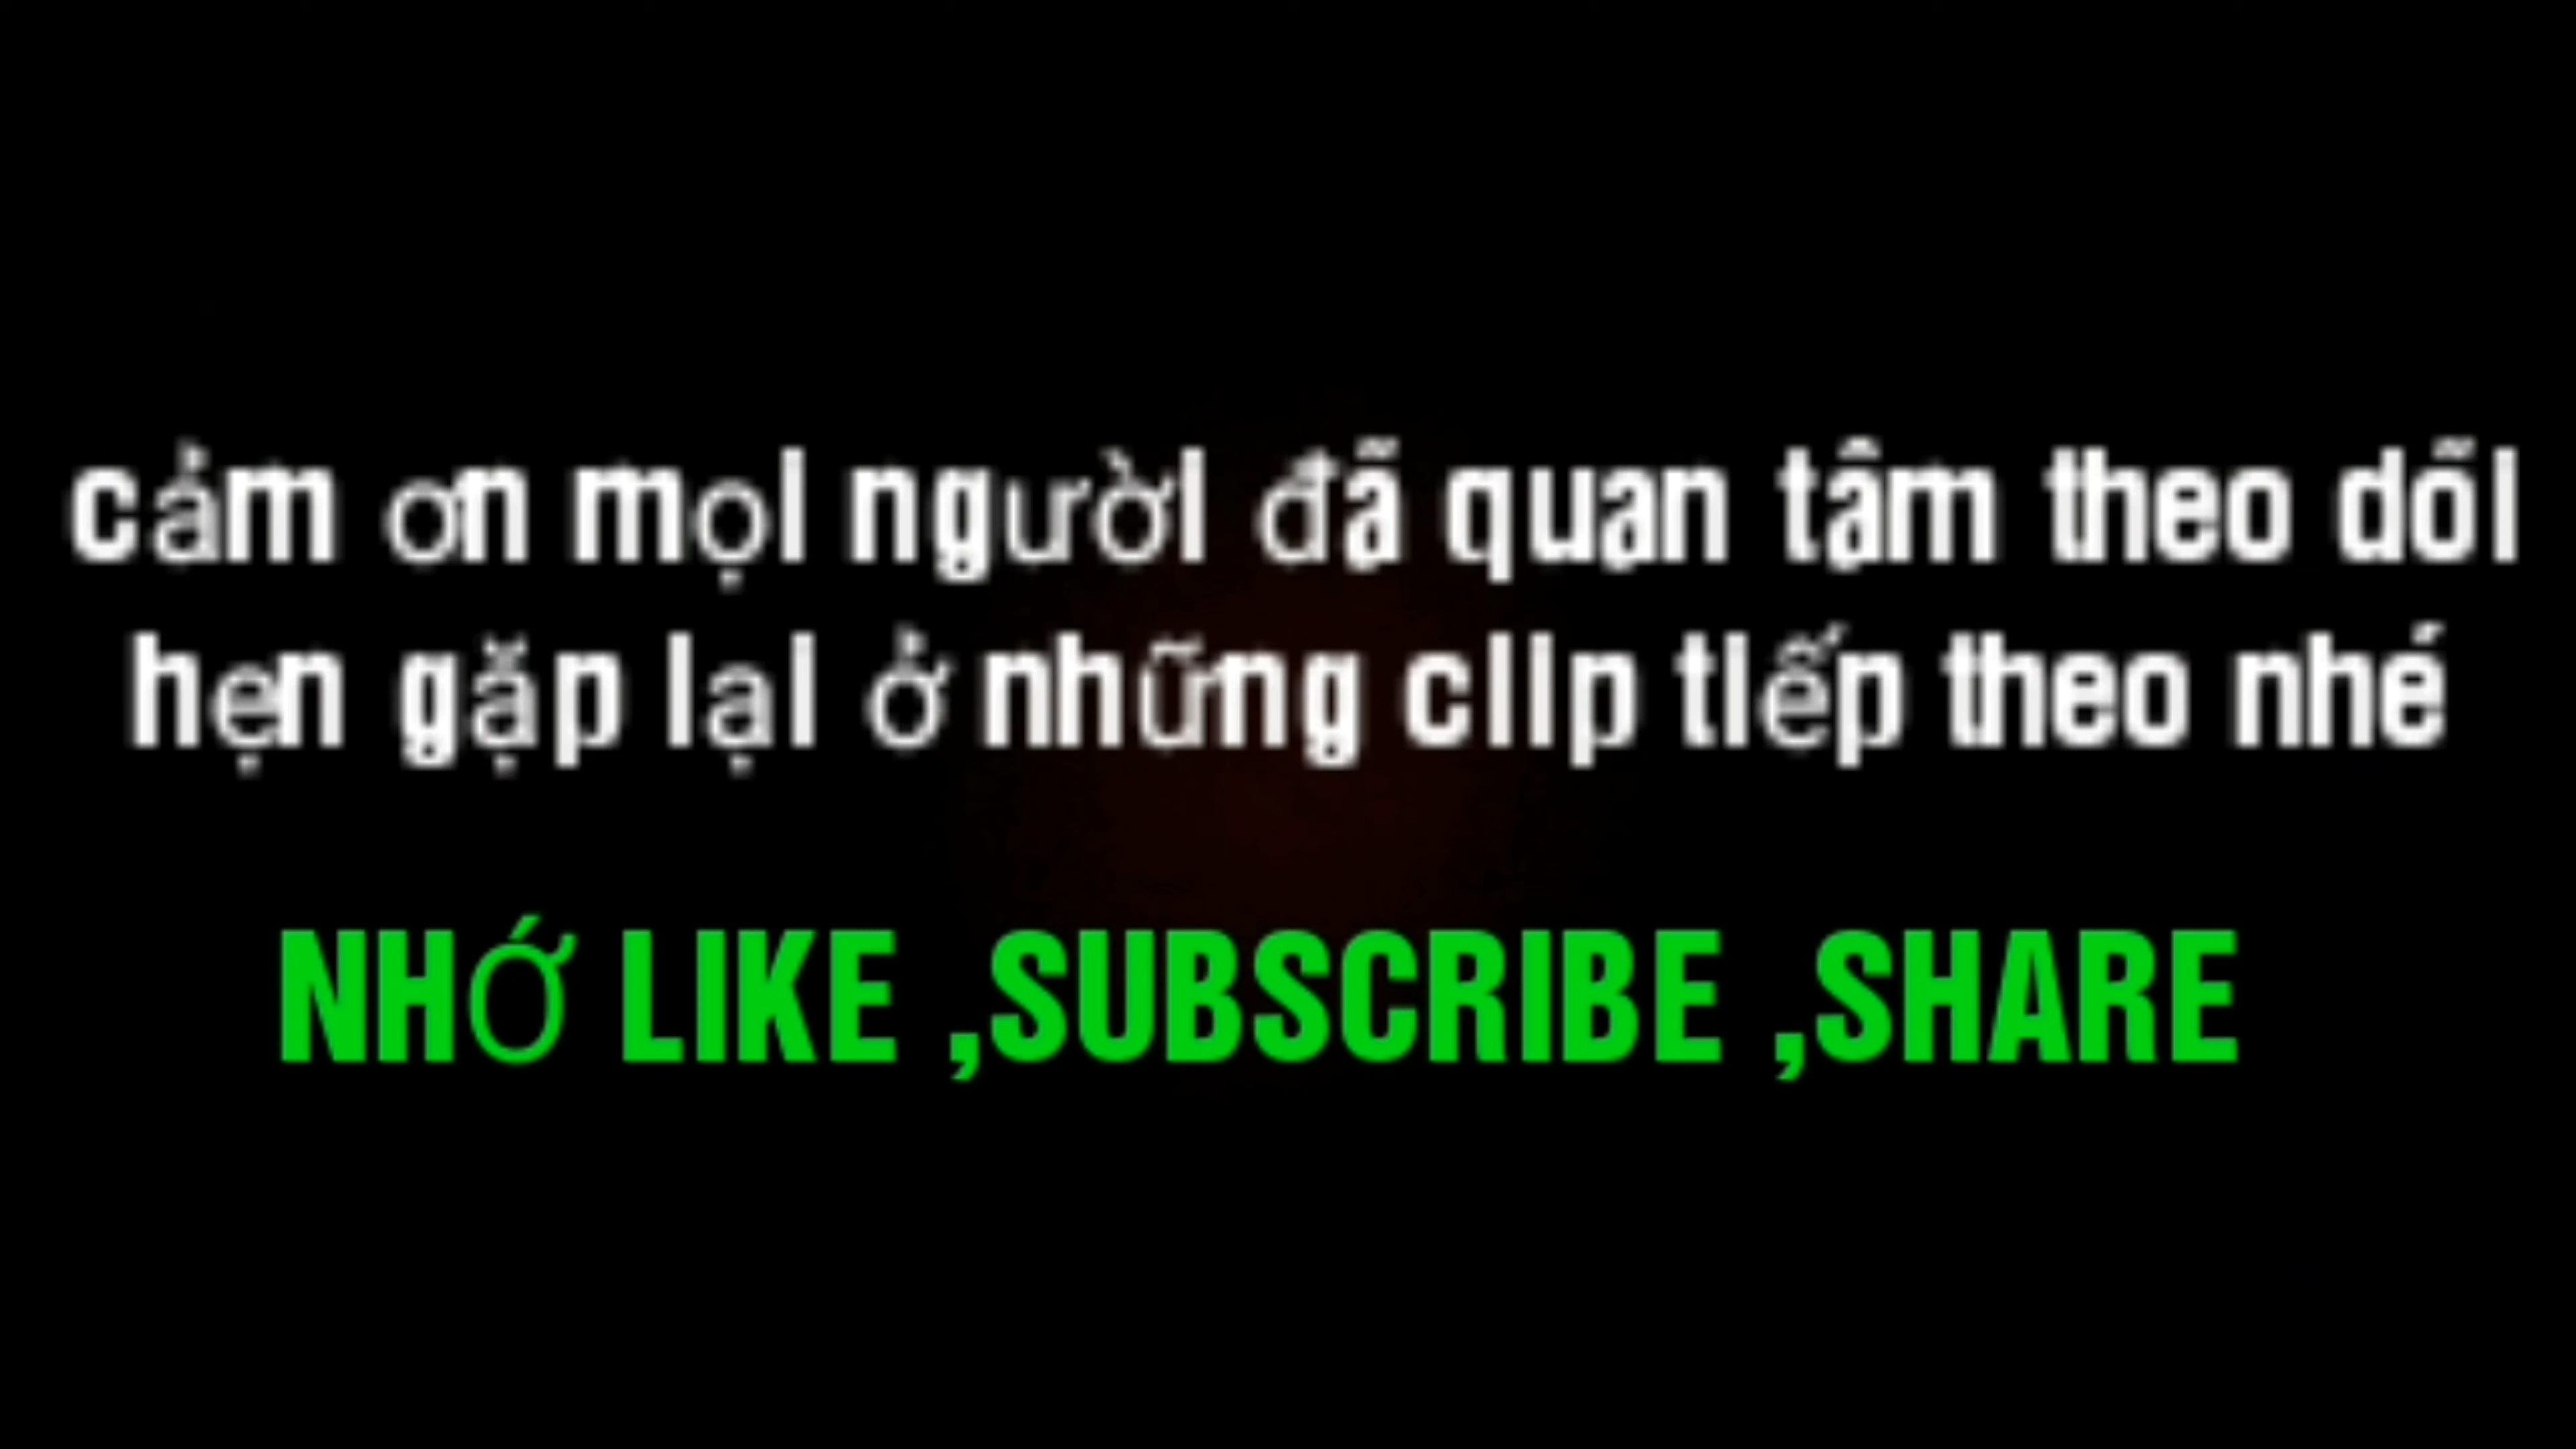 cảm ơn mọi người đã quan tâm theo dõi
hẹn gặp lại ở những clip tiếp theo nhé
NHỚ LIKE ,SUBSCRIBE ,SHARE